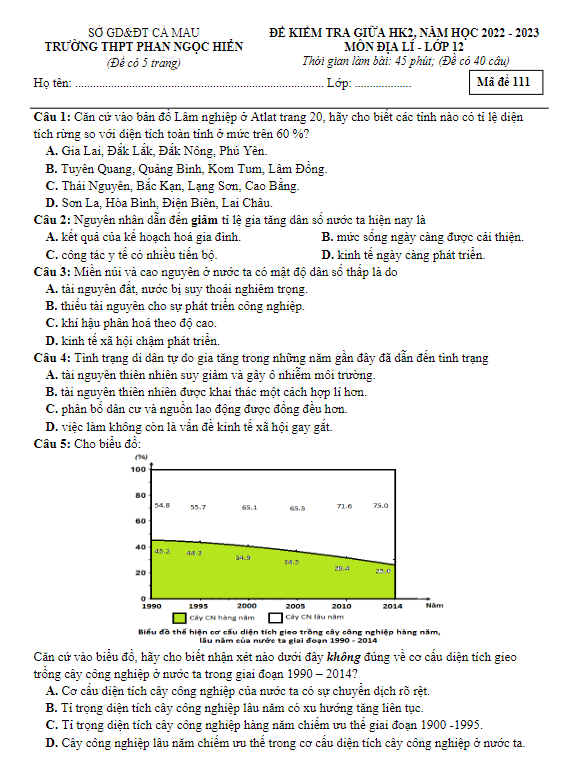 SỞ GD&ĐT CÀ MAU
TRƯỜNG THPT PHAN NGỌC HIỂN
(Đề có 5 trang)
ĐỀ KIỂM TRA GIỮA HK2, NĂM HỌC 2022 - 2023
MÔN ĐỊA LÍ - LỚP 12
Thời gian làm bài: 45 phút; (Đề có 40 câu)
Họ tên: ............................................................... Lớp: ...................
Mã đề 111
Câu 1: Căn cứ vào bản đồ Lâm nghiệp ở Atlat trang 20, hãy cho biết các tỉnh nào có tỉ lệ diện
tích rừng so với diện tích toàn tỉnh ở mức trên 60 %?
A. Gia Lai, Đắk Lắk, Đắk Nông, Phú Yên.
B. Tuyên Quang, Quảng Bình, Kom Tum, Lâm Đồng.
C. Thái Nguyên, Bắc Kạn, Lạng Sơn, Cao Bằng.
D. Sơn La, Hòa Bình, Điện Biên, Lai Châu.
Câu 2: Nguyên nhân dẫn đến giảm tỉ lệ gia tăng dân số nước ta hiện nay là
A. kết quả của kế hoạch hoá gia đình. B. mức sống ngày càng được cải thiện.
C. công tác y tế có nhiều tiến bộ. D. kinh tế ngày càng phát triển.
Câu 3: Miền núi và cao nguyên ở nước ta có mật độ dân số thấp là do
A. tài nguyên đất, nước bị suy thoái nghiêm trọng.
B. thiếu tài nguyên cho sự phát triển công nghiệp.
C. khí hậu phân hoá theo độ cao.
D. kinh tế xã hội chậm phát triển.
Câu 4: Tình trạng di dân tự do gia tăng trong những năm gần đây đã dẫn đến tình trạng
A. tài nguyên thiên nhiên suy giảm và gây ô nhiễm môi trường.
B. tài nguyên thiên nhiên được khai thác một cách hợp lí hơn.
C. phân bố dân cư và nguồn lao động được đồng đều hơn.
D. việc làm không còn là vấn đề kinh tế xã hội gay gắt.
Câu 5: Cho biểu đồ:
(%)
100
80
60
40
20
0
54.8 55.7 65.1 65.5 71.6 75.0
45.2 44.3 34.9 34.5 28.4 25.0
1990 1995 2000 2005 2010 2014 Năm
Cây CN hàng năm Cây CN lâu năm
Biểu đồ thể hiện cơ cấu diện tích gieo trồng cây công nghiệp hàng năm,
lâu năm của nước ta giai đoạn 1990 - 2014
Căn cứ vào biểu đồ, hãy cho biết nhận xét nào dưới đây không đúng về cơ cấu diện tích gieo
trồng cây công nghiệp ở nước ta trong giai đoạn 1990 – 2014?
A. Cơ cấu diện tích cây công nghiệp của nước ta có sự chuyển dịch rõ rệt.
B. Tỉ trọng diện tích cây công nghiệp lâu năm có xu hướng tăng liên tục.
C. Tỉ trọng diện tích cây công nghiệp hàng năm chiếm ưu thế giai đoạn 1900 -1995.
D. Cây công nghiệp lâu năm chiếm ưu thế trong cơ cấu diện tích cây công nghiệp ở nước ta.